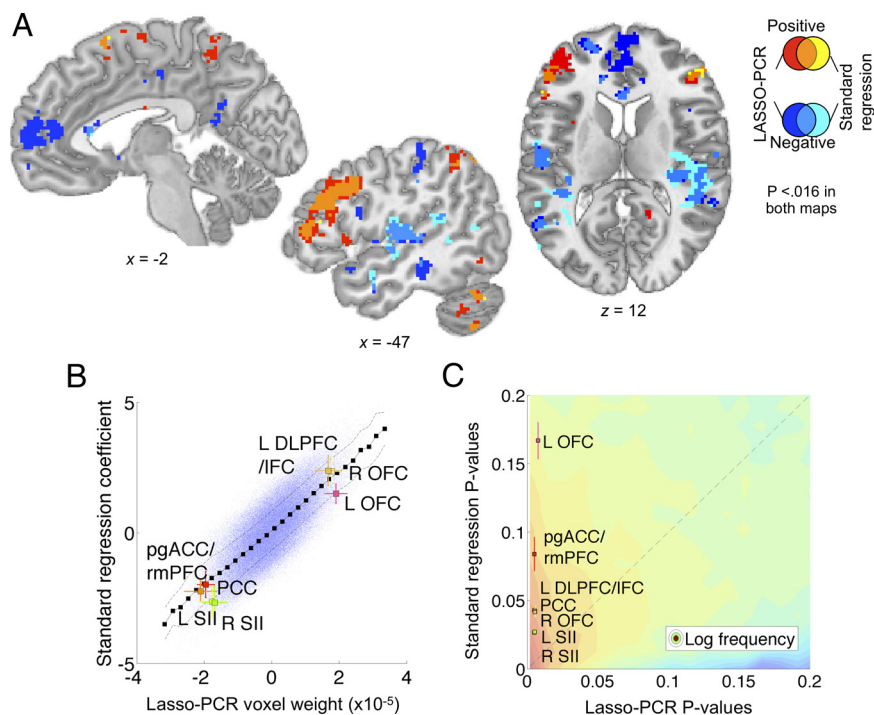 A
Positive
LASSO-PCR
Standard
regression
Negative
P <.016 in
both maps
x = -2
x = -47
z = 12
B
Standard regression coefficient
5
0
-5
L DLPFC
/IFC
R OFC
L OFC
pgACC/
rmPFC
PCC
L SII
R SII
-4
-2
0
2
4
Lasso-PCR voxel weight (x10-5)
C
Standard regression P-values
0.2
0.15
0.1
0.05
0
L OFC
pgACC/
rmPFC
L DLPFC/IFC
PCC
R OFC
L SII
R SII
Log frequency
0
0.05
0.1
0.15
0.2
Lasso-PCR P-values